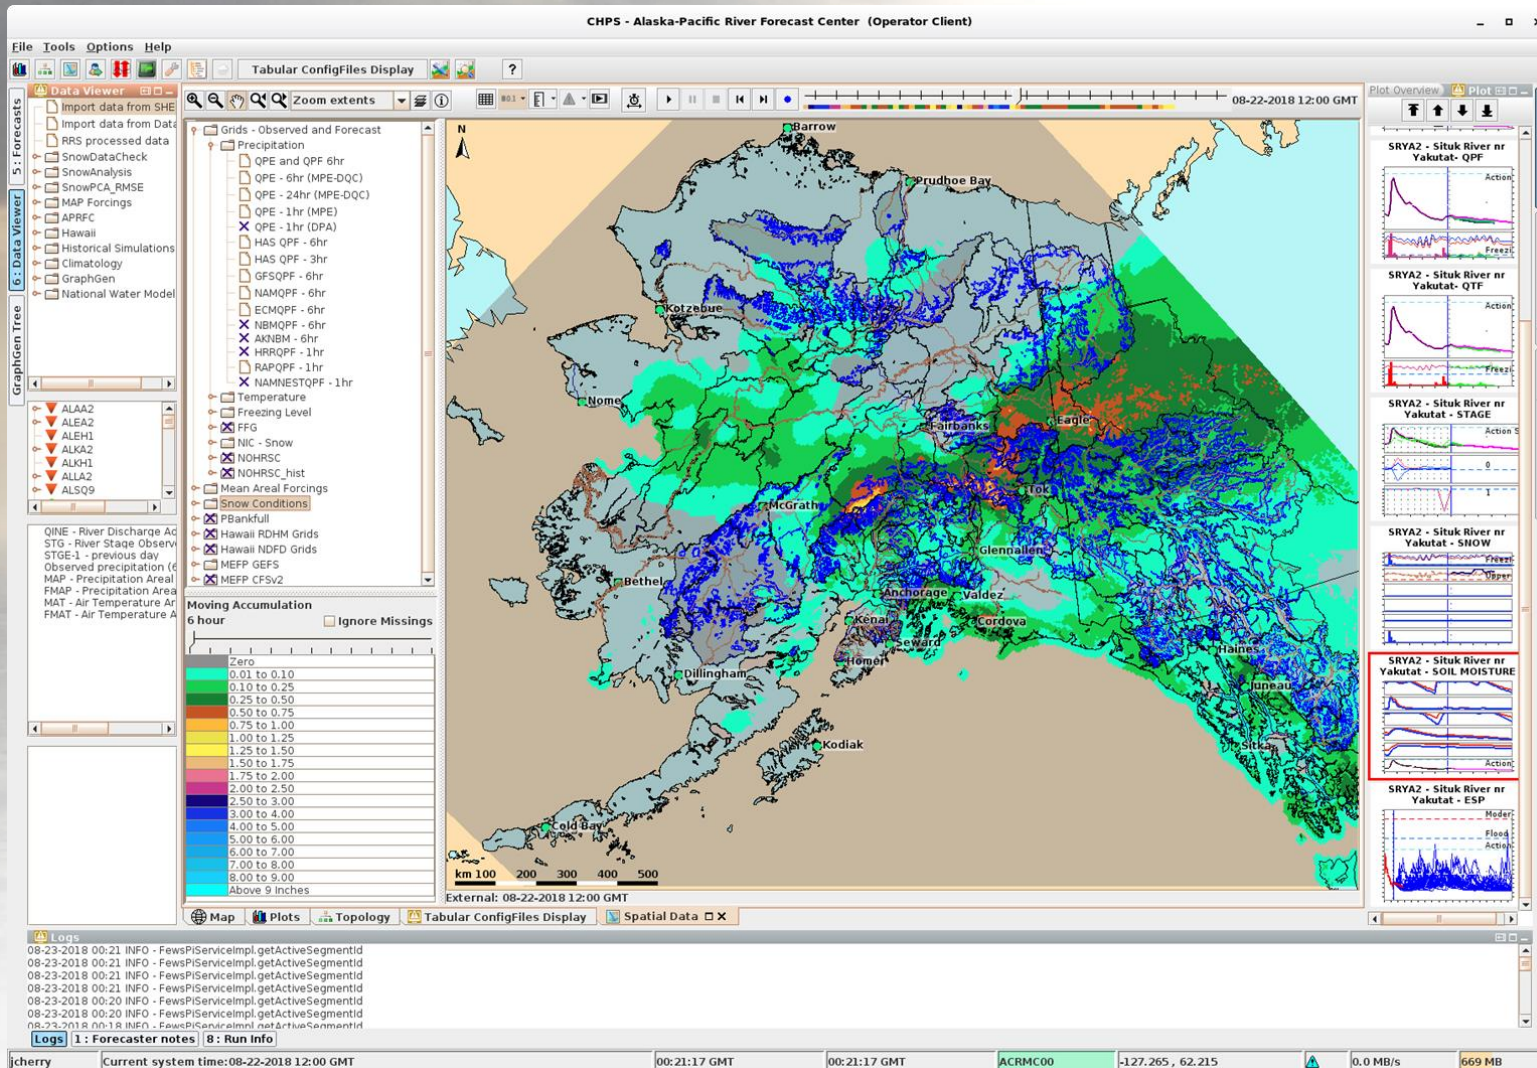 CHPS - Alaska-Pacific River Forecast Center (Operator Client)
File Tools Options Help
Tabular ConfigFiles Display
?
5 : Forecasts
6 : Data Viewer
GraphGen Tree
Data Viewer
Import data from SHE
Import data from Data
RRS processed data
SnowDataCheck
SnowAnalysis
SnowPCA_RMSE
MAP Forcings
APRFC
Hawaii
Historical Simulations
Climatology
GraphGen
National Water Model
ALAA2
ALEA2
ALEH1
ALKA2
ALKH1
ALLA2
ALSQ9
QINE - River Discharge Ac
STG - River Stage Observe
STGE-1 - previous day
Observed precipitation (6
MAP - Precipitation Areal
FMAP - Precipitation Area
MAT - Air Temperature Ar
FMAT - Air Temperature A
Zoom extents
08-22-2018 12:00 GMT
Grids - Observed and Forecast
Precipitation
QPE and QPF 6hr
QPE - 6hr (MPE-DQC)
QPE - 24hr (MPE-DQC)
QPE - 1hr (MPE)
QPE - 1hr (DPA)
HAS QPF - 6hr
HAS QPF - 3hr
GFSQPF - 6hr
NAMQPF - 6hr
ECMQPF - 6hr
NBMQPF - 6hr
AKNBM - 6hr
HRRQPF - 1hr
RAPQPF - 1hr
NAMNESTQPF - 1hr
Temperature
Freezing Level
FFG
NIC - Snow
NOHRSC
NOHRSC_hist
Mean Areal Forcings
Snow Conditions
PBankfull
Hawaii RDHM Grids
Hawaii NDFD Grids
MEFP GEFS
MEFP CFSv2
Moving Accumulation
6 hour
Ignore Missings
Zero
0.01 to 0.10
0.10 to 0.25
0.25 to 0.50
0.50 to 0.75
0.75 to 1.00
1.00 to 1.25
1.25 to 1.50
1.50 to 1.75
1.75 to 2.00
2.00 to 2.50
2.50 to 3.00
3.00 to 4.00
4.00 to 5.00
5.00 to 6.00
6.00 to 7.00
7.00 to 8.00
8.00 to 9.00
Above 9 Inches
N
Barrow
Prudhoe Bay
Kotzebue
Nome
Fairbanks
Eagle
Tok
McGrath
Glennallen
Bethel
Anchorage
Valdez
Kenai
Cordova
Seward
Homer
Haines
Dillingham
Juneau
Sitka
Kodiak
Cold Bay
km 100 200 300 400 500
External: 08-22-2018 12:00 GMT
Map
Plots
Topology
Tabular ConfigFiles Display
Spatial Data
Plot Overview
Plot
SRYA2 - Situk River nr
Yakutat- QPF
Action
Freezi
SRYA2 - Situk River nr
Yakutat- QTF
Action
Freezi
SRYA2 - Situk River nr
Yakutat - STAGE
Action S
0
1
SRYA2 - Situk River nr
Yakutat - SNOW
Freezi
Upper
SRYA2 - Situk River nr
Yakutat - SOIL MOISTURE
Action
SRYA2 - Situk River nr
Yakutat - ESP
Moder
Flood
Action
Logs
08-23-2018 00:21 INFO - FewsPiServiceImpl.getActiveSegmentId
08-23-2018 00:21 INFO - FewsPiServiceImpl.getActiveSegmentId
08-23-2018 00:21 INFO - FewsPiServiceImpl.getActiveSegmentId
08-23-2018 00:21 INFO - FewsPiServiceImpl.getActiveSegmentId
08-23-2018 00:20 INFO - FewsPiServiceImpl.getActiveSegmentId
08-23-2018 00:20 INFO - FewsPiServiceImpl.getActiveSegmentId
08-23-2018 00:18 INFO - FewsPiServiceImpl.getActiveSegmentId
Logs
1 : Forecaster notes
8 : Run Info
jcherry
Current system time:08-22-2018 12:00 GMT
00:21:17 GMT
00:21:17 GMT
ACRMC00
-127.265 , 62.215
0.0 MB/s
669 MB